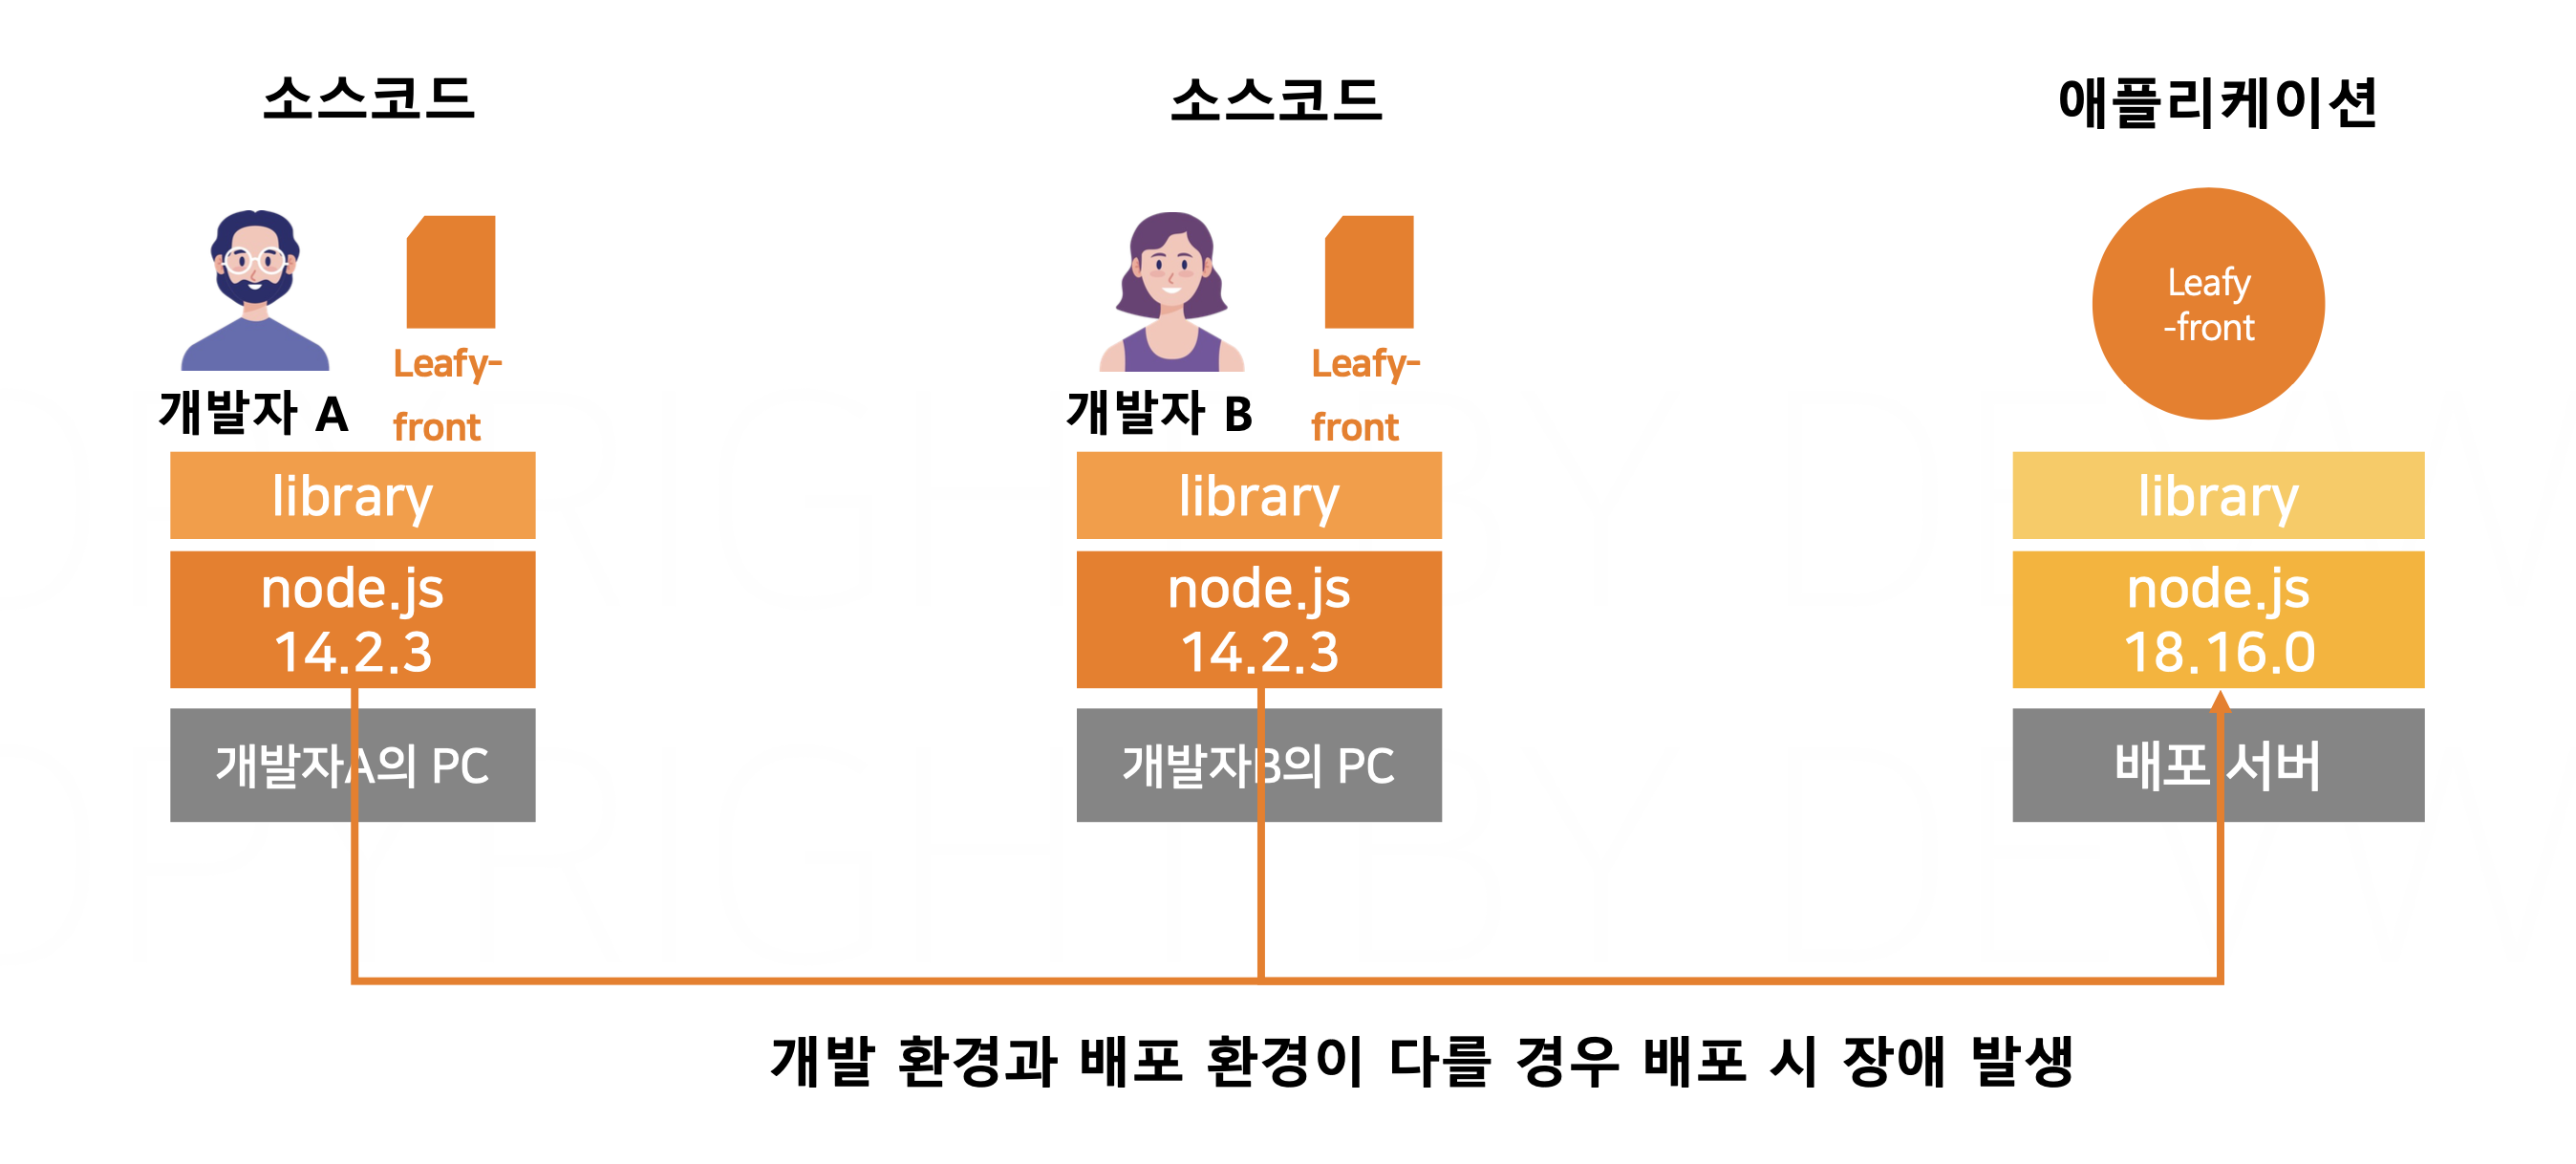 소스코드
개발자 A
Leafy-
front
library
node.js
14.2.3
개발자A의 PC
소스코드
개발자 B
Leafy-
front
library
node.js
14.2.3
개발자B의 PC
애플리케이션
Leafy
-front
library
node.js
18.16.0
배포 서버
개발 환경과 배포 환경이 다를 경우 배포 시 장애 발생